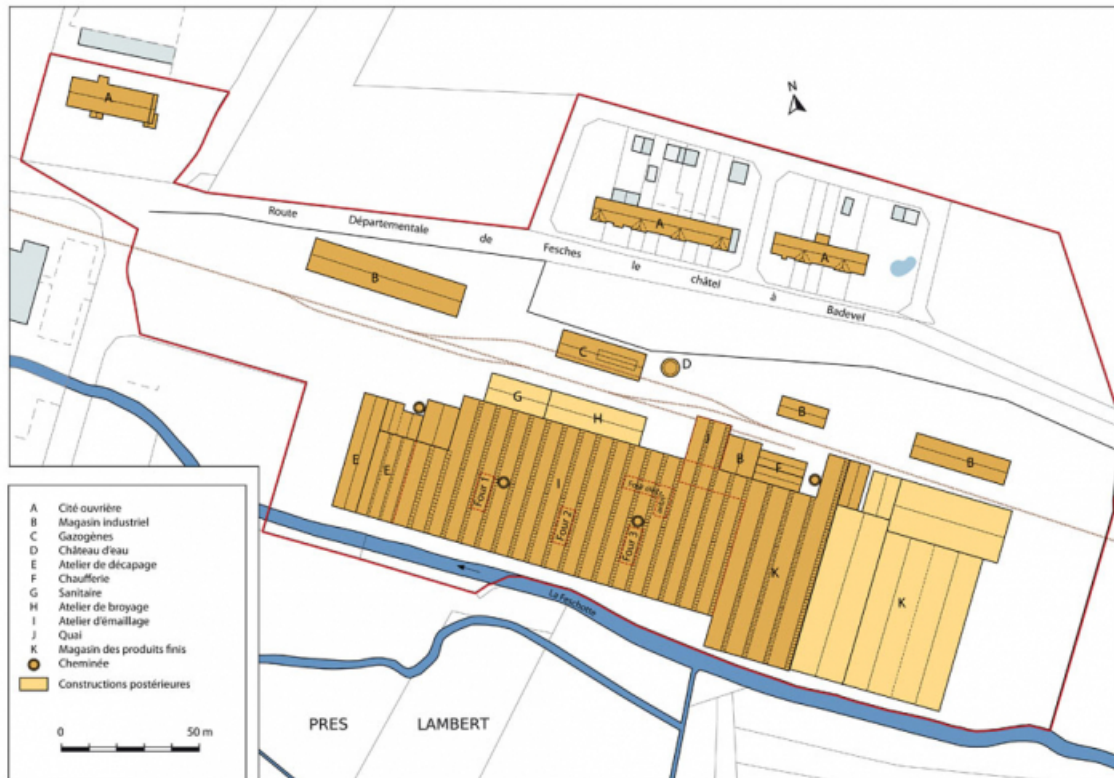 A
N
A
A
Route Départementale de Fesches le châtel à Badevel
B
C
D
B
B
G
H
J
B
F
E
E
I
K
K
Four 1
Four 2
Four 3
La Feschotte
PRES LAMBERT
A Cité ouvrière
B Magasin industriel
C Gazogènes
D Château d'eau
E Atelier de décapage
F Chaufferie
G Sanitaire
H Atelier de broyage
I Atelier d'émaillage
J Quai
K Magasin des produits finis
Cheminée
Constructions postérieures
0 50 m